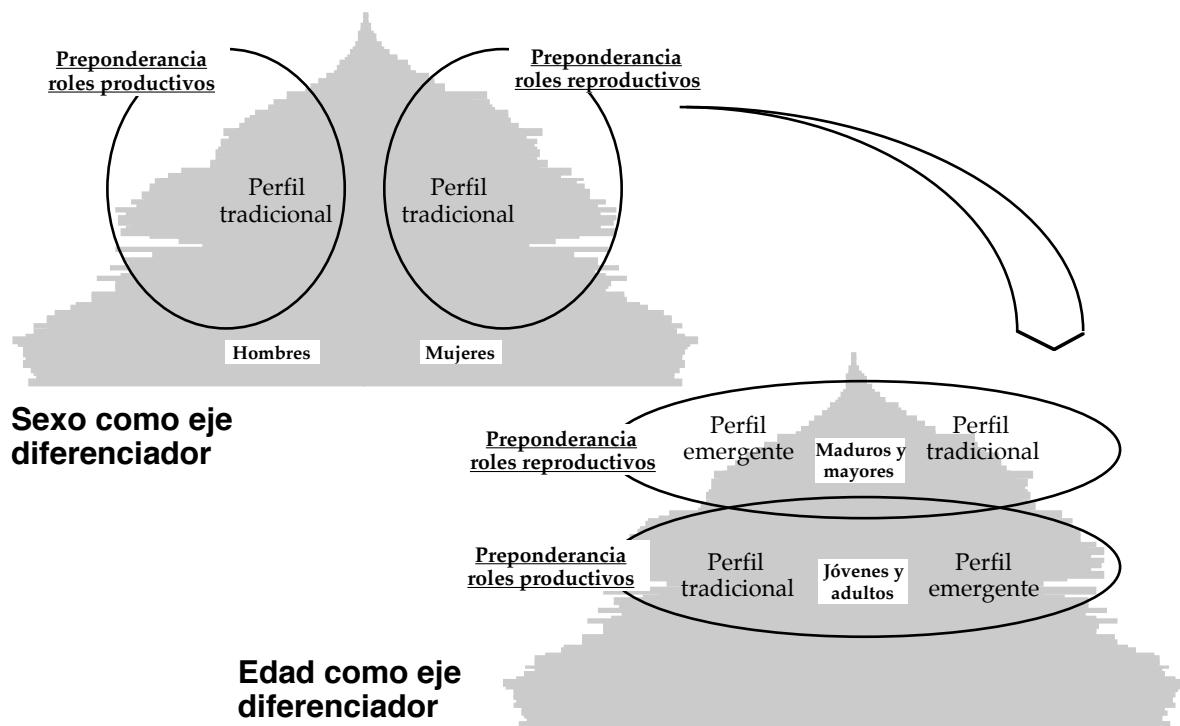 Preponderancia
roles productivos
Preponderancia
roles reproductivos
Perfil
tradicional
Perfil
tradicional
Hombres
Mujeres
Sexo como eje
diferenciador
Preponderancia
roles reproductivos
Perfil
emergente
Maduros y
mayores
Perfil
tradicional
Preponderancia
roles productivos
Perfil
tradicional
Jóvenes y
adultos
Perfil
emergente
Edad como eje
diferenciador